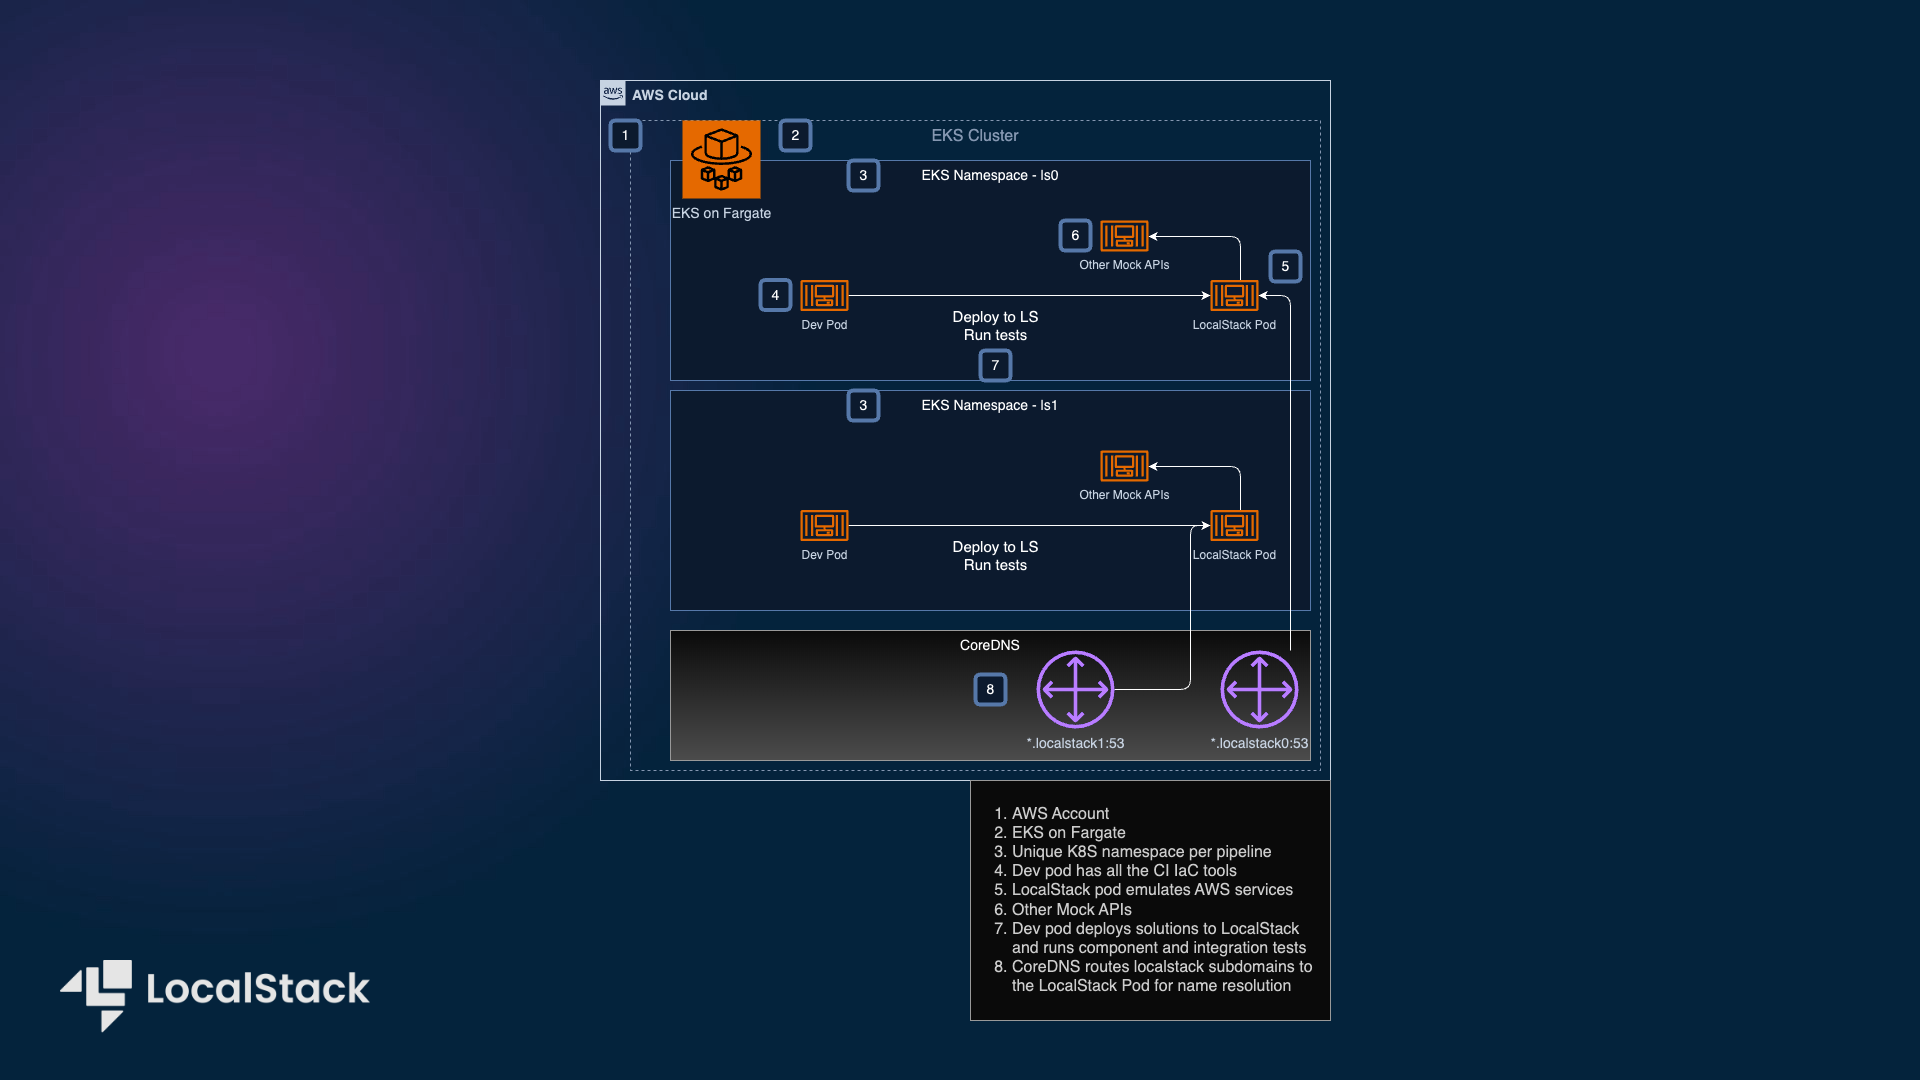 aws
AWS Cloud
1
2
EKS Cluster
3
EKS Namespace - ls0
EKS on Fargate
6
Other Mock APIs
5
4
Dev Pod
Deploy to LS
Run tests
LocalStack Pod
7
3
EKS Namespace - ls1
Other Mock APIs
Dev Pod
Deploy to LS
Run tests
LocalStack Pod
CoreDNS
8
*.localstack1:53
*.localstack0:53
1. AWS Account
2. EKS on Fargate
3. Unique K8S namespace per pipeline
4. Dev pod has all the CI IaC tools
5. LocalStack pod emulates AWS services
6. Other Mock APIs
7. Dev pod deploys solutions to LocalStack
and runs component and integration tests
8. CoreDNS routes localstack subdomains to
the LocalStack Pod for name resolution
LocalStack